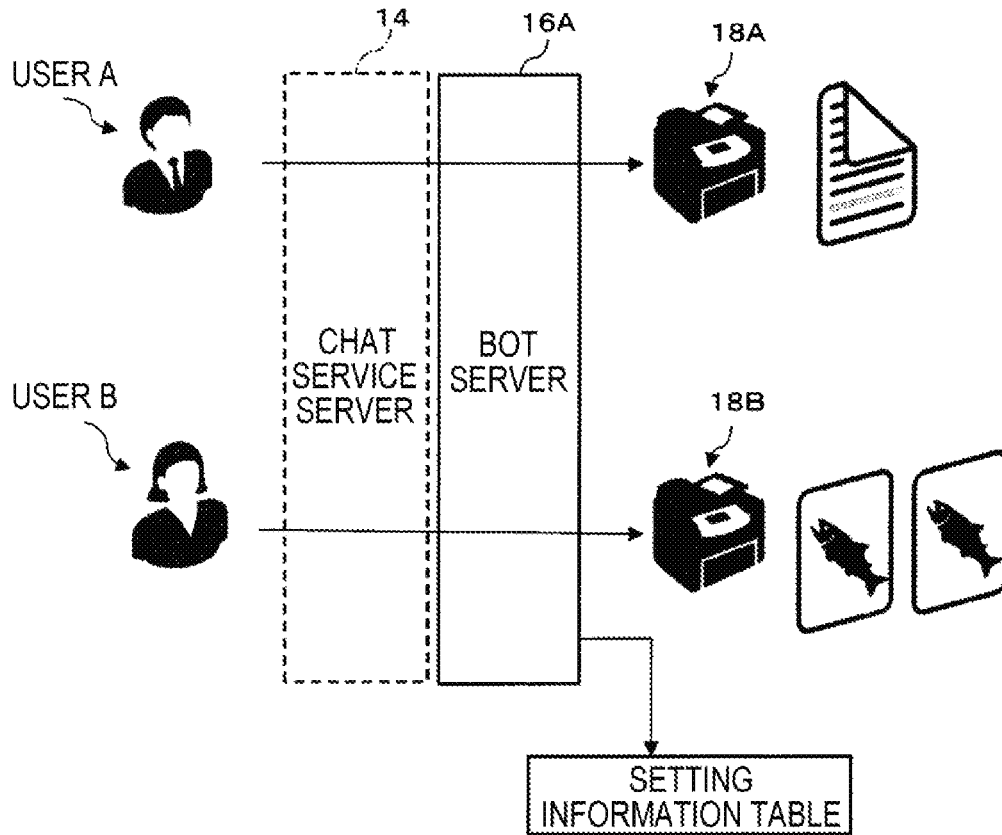 14
16A
18A
USER A
CHAT
SERVICE
SERVER
BOT
SERVER
USER B
18B
SETTING
INFORMATION TABLE